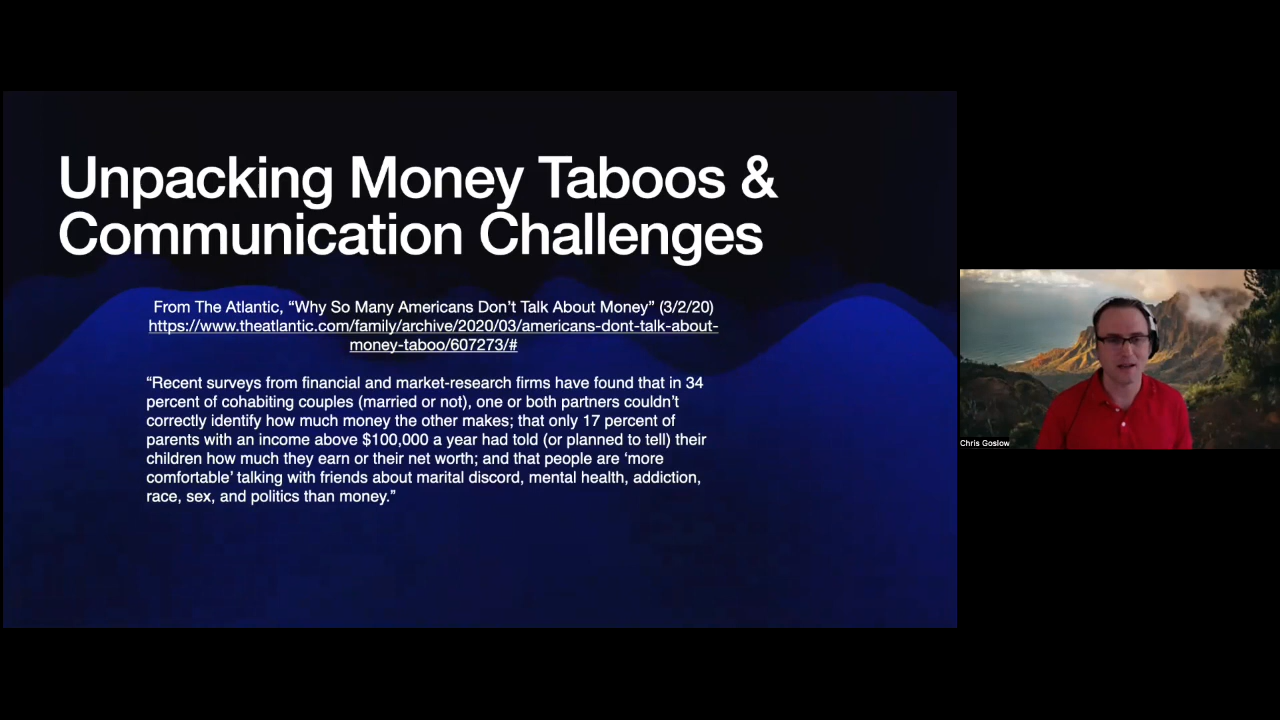 Unpacking Money Taboos &
Communication Challenges
From The Atlantic, “Why So Many Americans Don’t Talk About Money” (3/2/20)
https://www.theatlantic.com/family/archive/2020/03/americans-dont-talk-about-
money-taboo/607273/#
“Recent surveys from financial and market-research firms have found that in 34
percent of cohabiting couples (married or not), one or both partners couldn’t
correctly identify how much money the other makes; that only 17 percent of
parents with an income above $100,000 a year had told (or planned to tell) their
children how much they earn or their net worth; and that people are ‘more
comfortable’ talking with friends about marital discord, mental health, addiction,
race, sex, and politics than money.”
Chris Goslow